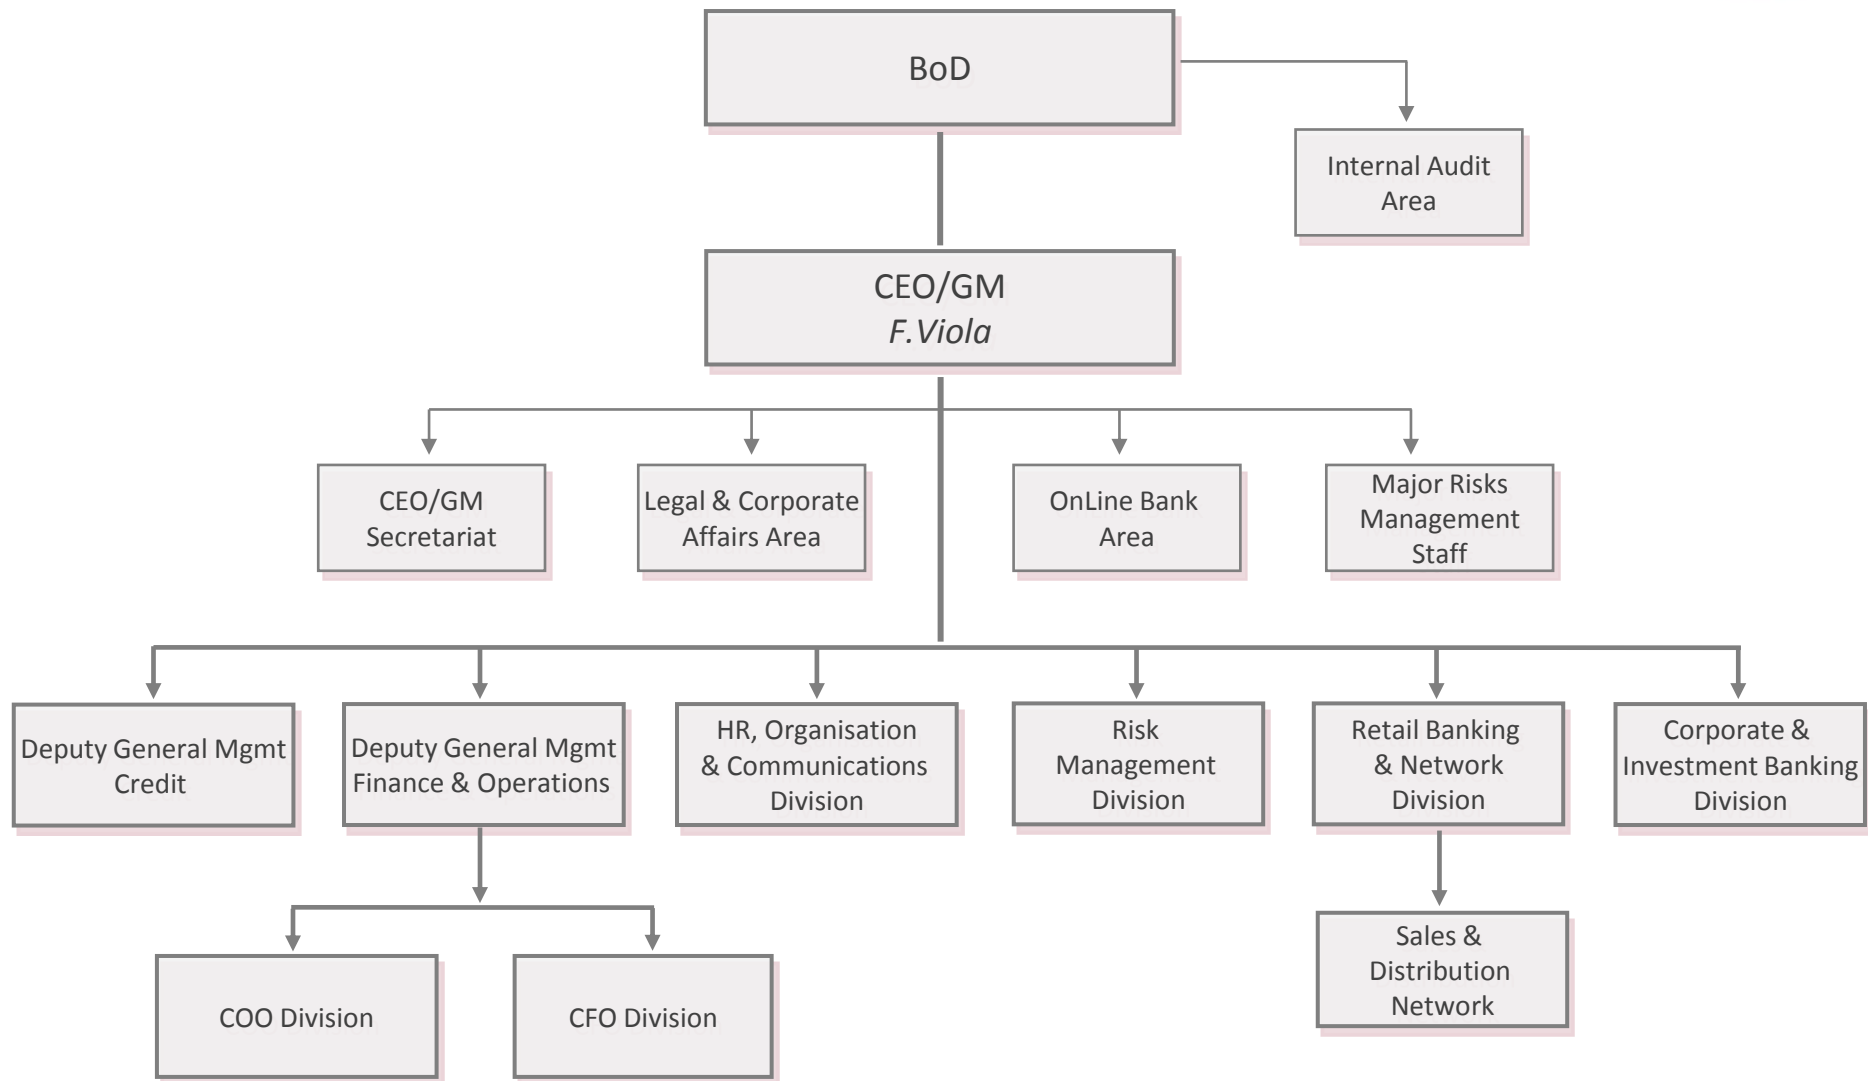 BoD
Internal Audit
Area
CEO/GM
F.Viola
CEO/GM
Secretariat
Legal & Corporate
Affairs Area
OnLine Bank
Area
Major Risks
Management
Staff
Deputy General Mgmt
Credit
Deputy General Mgmt
Finance & Operations
HR, Organisation
& Communications
Division
Risk
Management
Division
Retail Banking
& Network
Division
Corporate &
Investment Banking
Division
COO Division
CFO Division
Sales &
Distribution
Network